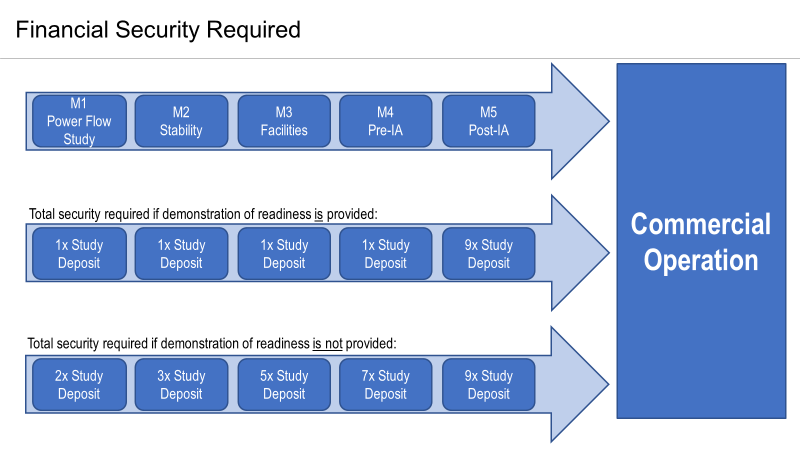 Financial Security Required
M1
Power Flow
Study
M2
Stability
M3
Facilities
M4
Pre-IA
M5
Post-IA
Total security required if demonstration of readiness is provided:
1x Study
Deposit
1x Study
Deposit
1x Study
Deposit
1x Study
Deposit
9x Study
Deposit
Total security required if demonstration of readiness is not provided:
2x Study
Deposit
3x Study
Deposit
5x Study
Deposit
7x Study
Deposit
9x Study
Deposit
Commercial
Operation